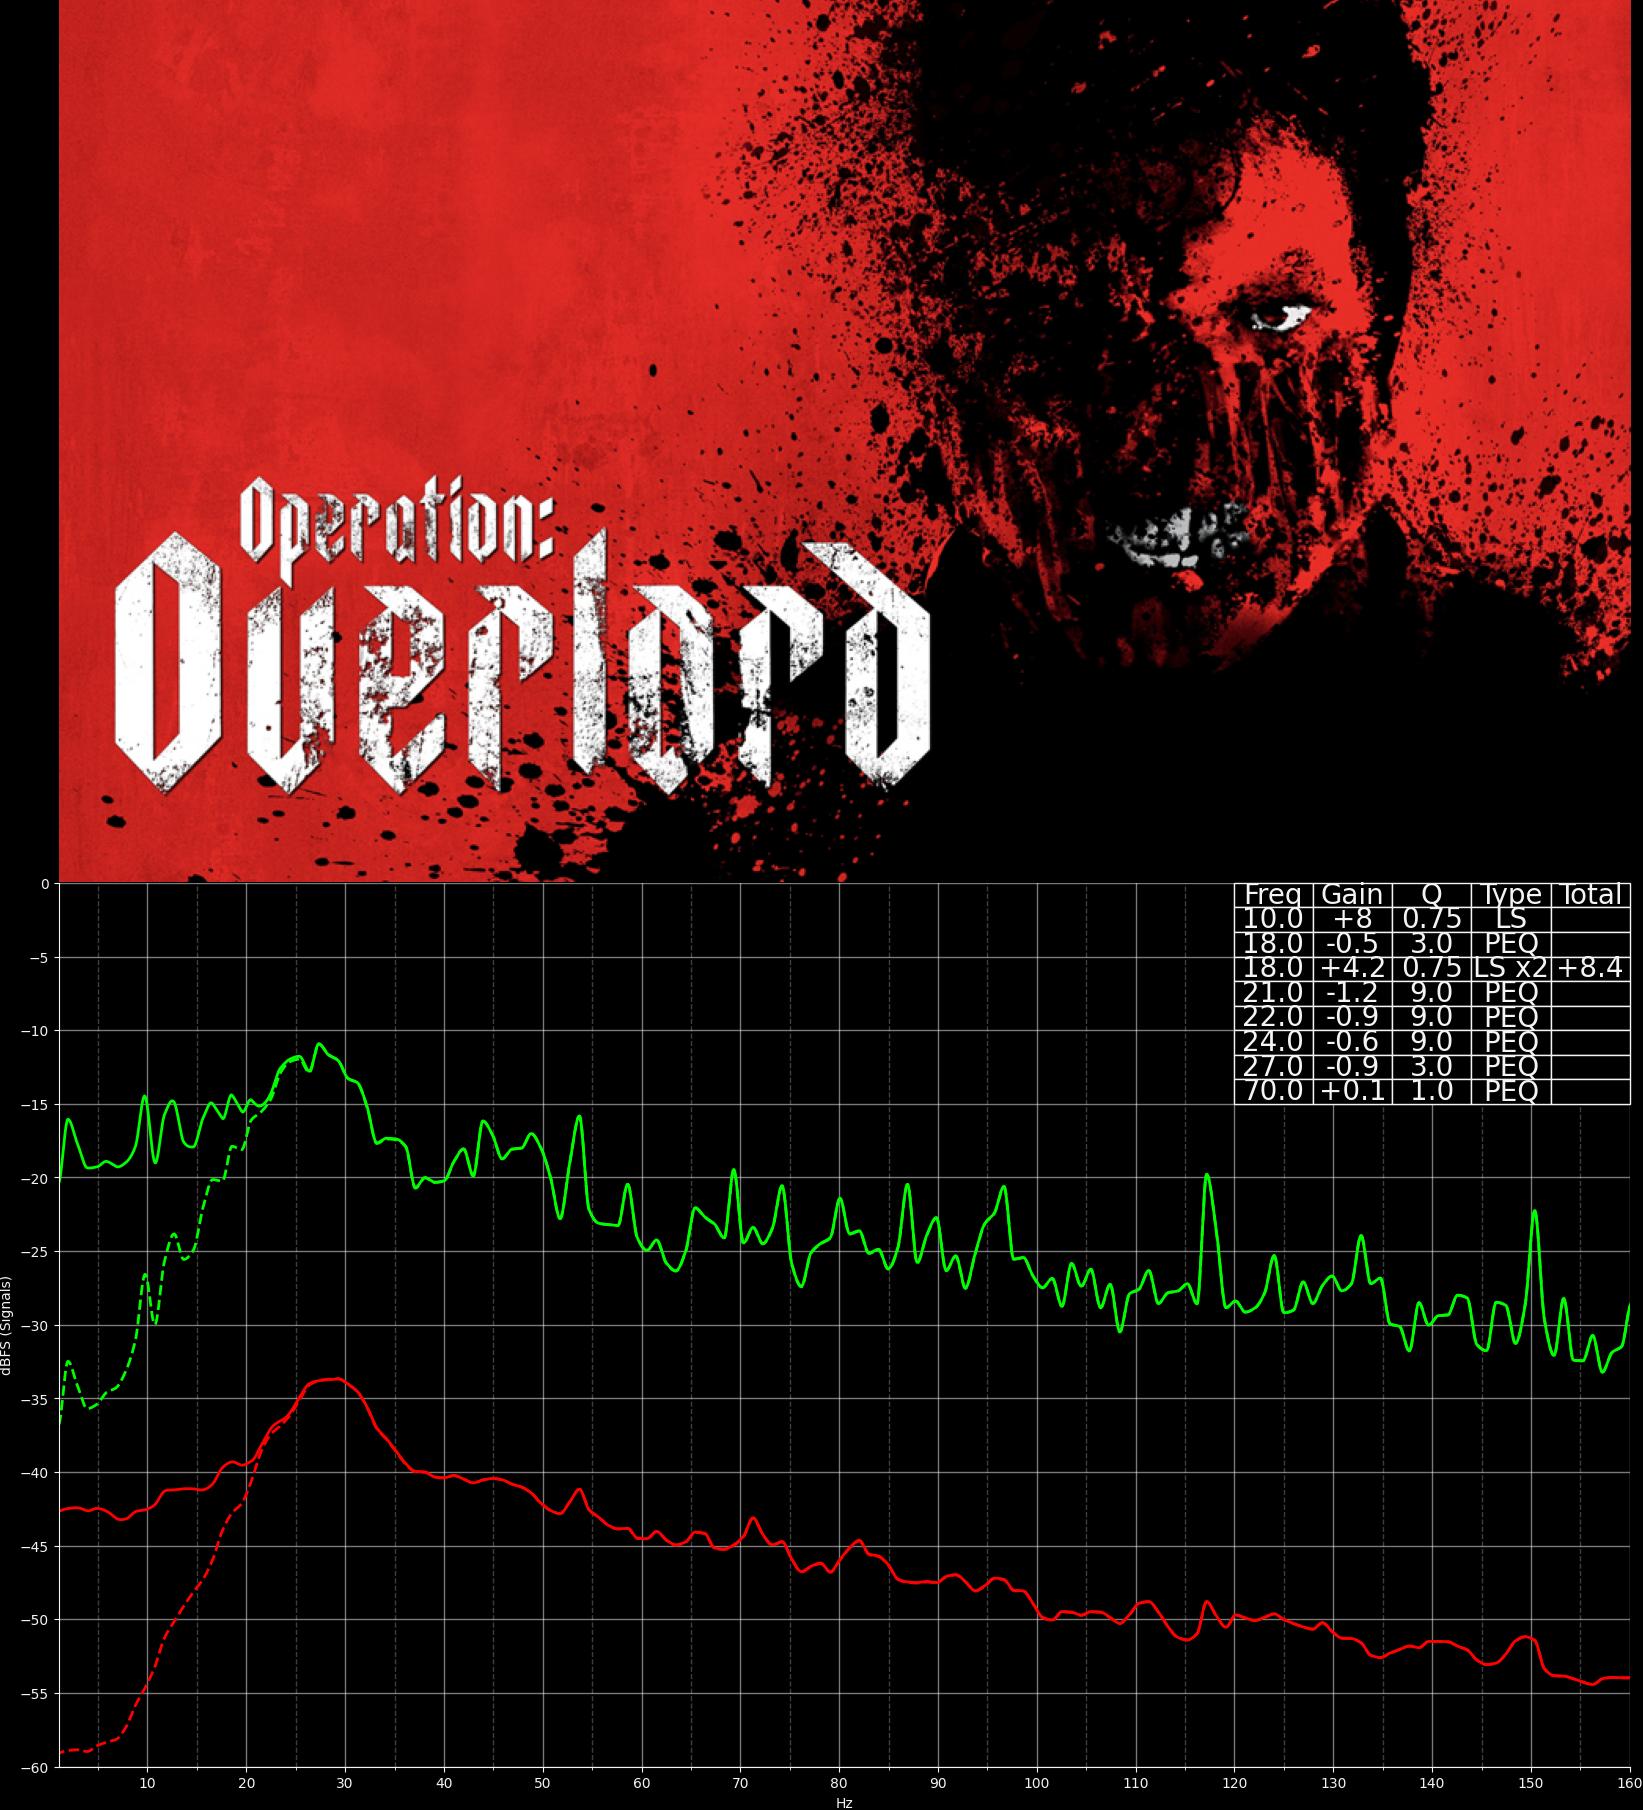 Operation:
Overlord
Freq Gain Q Type Total
10.0 +8 0.75 LS
18.0 -0.5 3.0 PEQ
18.0 +4.2 0.75 LS x2 +8.4
21.0 -1.2 9.0 PEQ
22.0 -0.9 9.0 PEQ
24.0 -0.6 9.0 PEQ
27.0 -0.9 3.0 PEQ
70.0 +0.1 1.0 PEQ
0
−5
−10
−15
−20
−25
−30
−35
−40
−45
−50
−55
−60
dBFS (Signals)
10 20 30 40 50 60 70 80 90 100 110 120 130 140 150 160
Hz